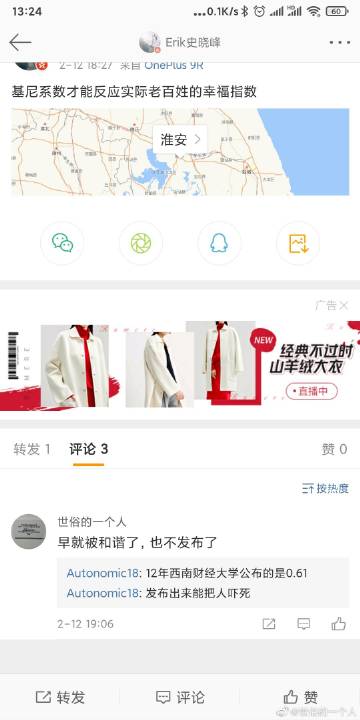 13:24
0.1K/s
60
Erik史晓峰
2-12 18:27 来自 OnePlus 9R
基尼系数才能反应实际老百姓的幸福指数
淮安
广告
NEW
经典不过时
山羊绒大衣
直播中
转发 1
评论 3
赞 0
按热度
世俗的一个人
早就被和谐了，也不发布了
Autonomic18: 12年西南财经大学公布的是0.61
Autonomic18: 发布出来能把人吓死
2-12 19:06
转发
评论
赞
@世俗的一个人